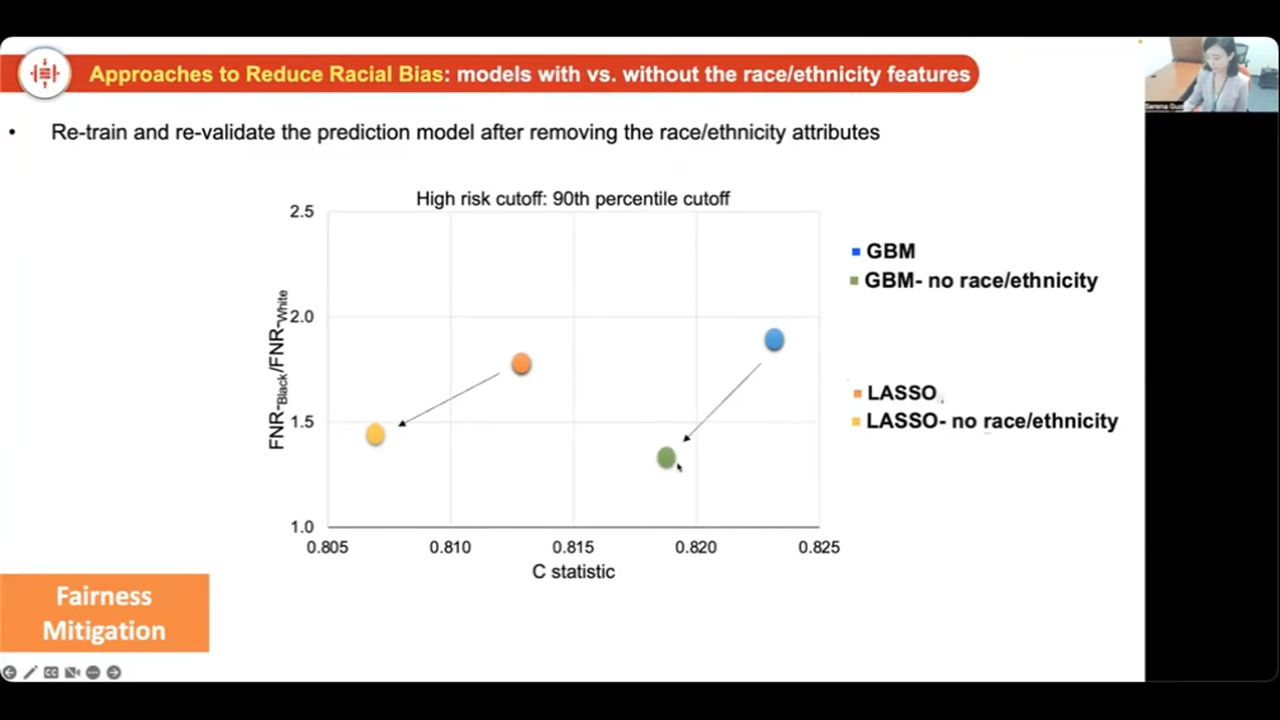 Approaches to Reduce Racial Bias: models with vs. without the race/ethnicity features
• Re-train and re-validate the prediction model after removing the race/ethnicity attributes
High risk cutoff: 90th percentile cutoff
2.5
2.0
1.5
1.0
FNR-Black/FNR-White
0.805 0.810 0.815 0.820 0.825
C statistic
GBM
GBM- no race/ethnicity
LASSO
LASSO- no race/ethnicity
Fairness
Mitigation
Serena Guo
CC